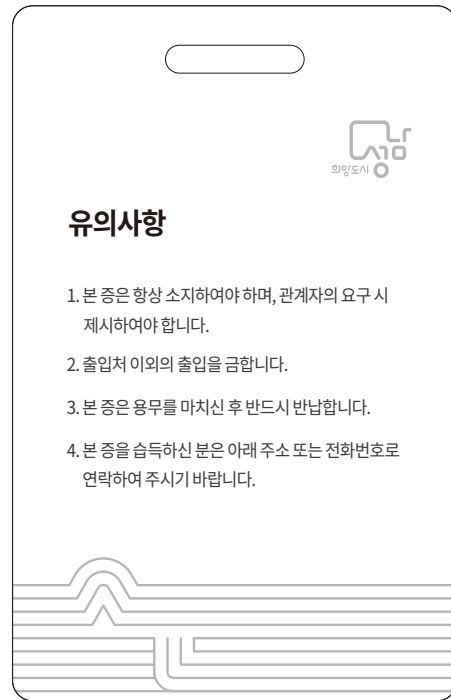 성남
희망도시
유의사항
1. 본 증은 항상 소지하여야 하며, 관계자의 요구 시
제시하여야 합니다.
2. 출입처 이외의 출입을 금합니다.
3. 본 증은 용무를 마치신 후 반드시 반납합니다.
4. 본 증을 습득하신 분은 아래 주소 또는 전화번호로
연락하여 주시기 바랍니다.